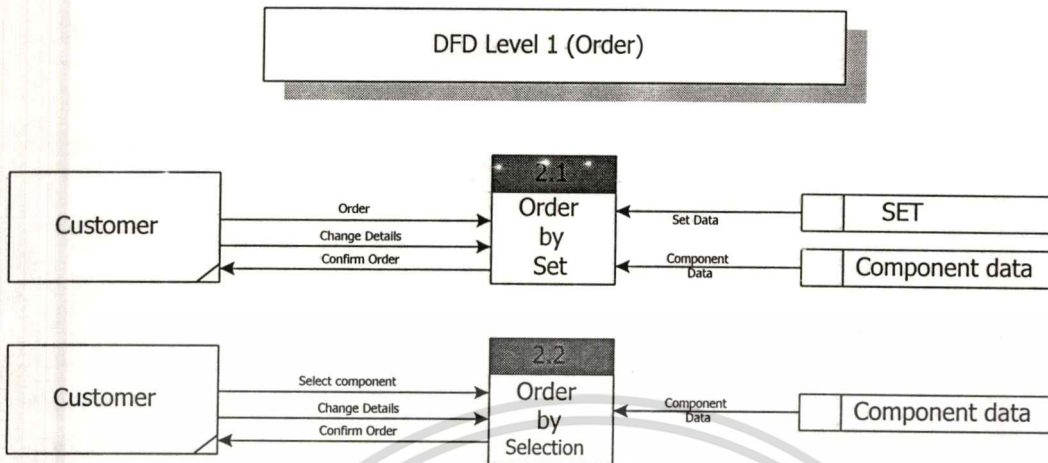 DFD Level 1 (Order)
2.1
Customer
Order
Change Details
Confirm Order
Order
by
Set
Set Data
Component
Data
SET
Component data
2.2
Customer
Select component
Change Details
Confirm Order
Order
by
Selection
Component
Data
Component data